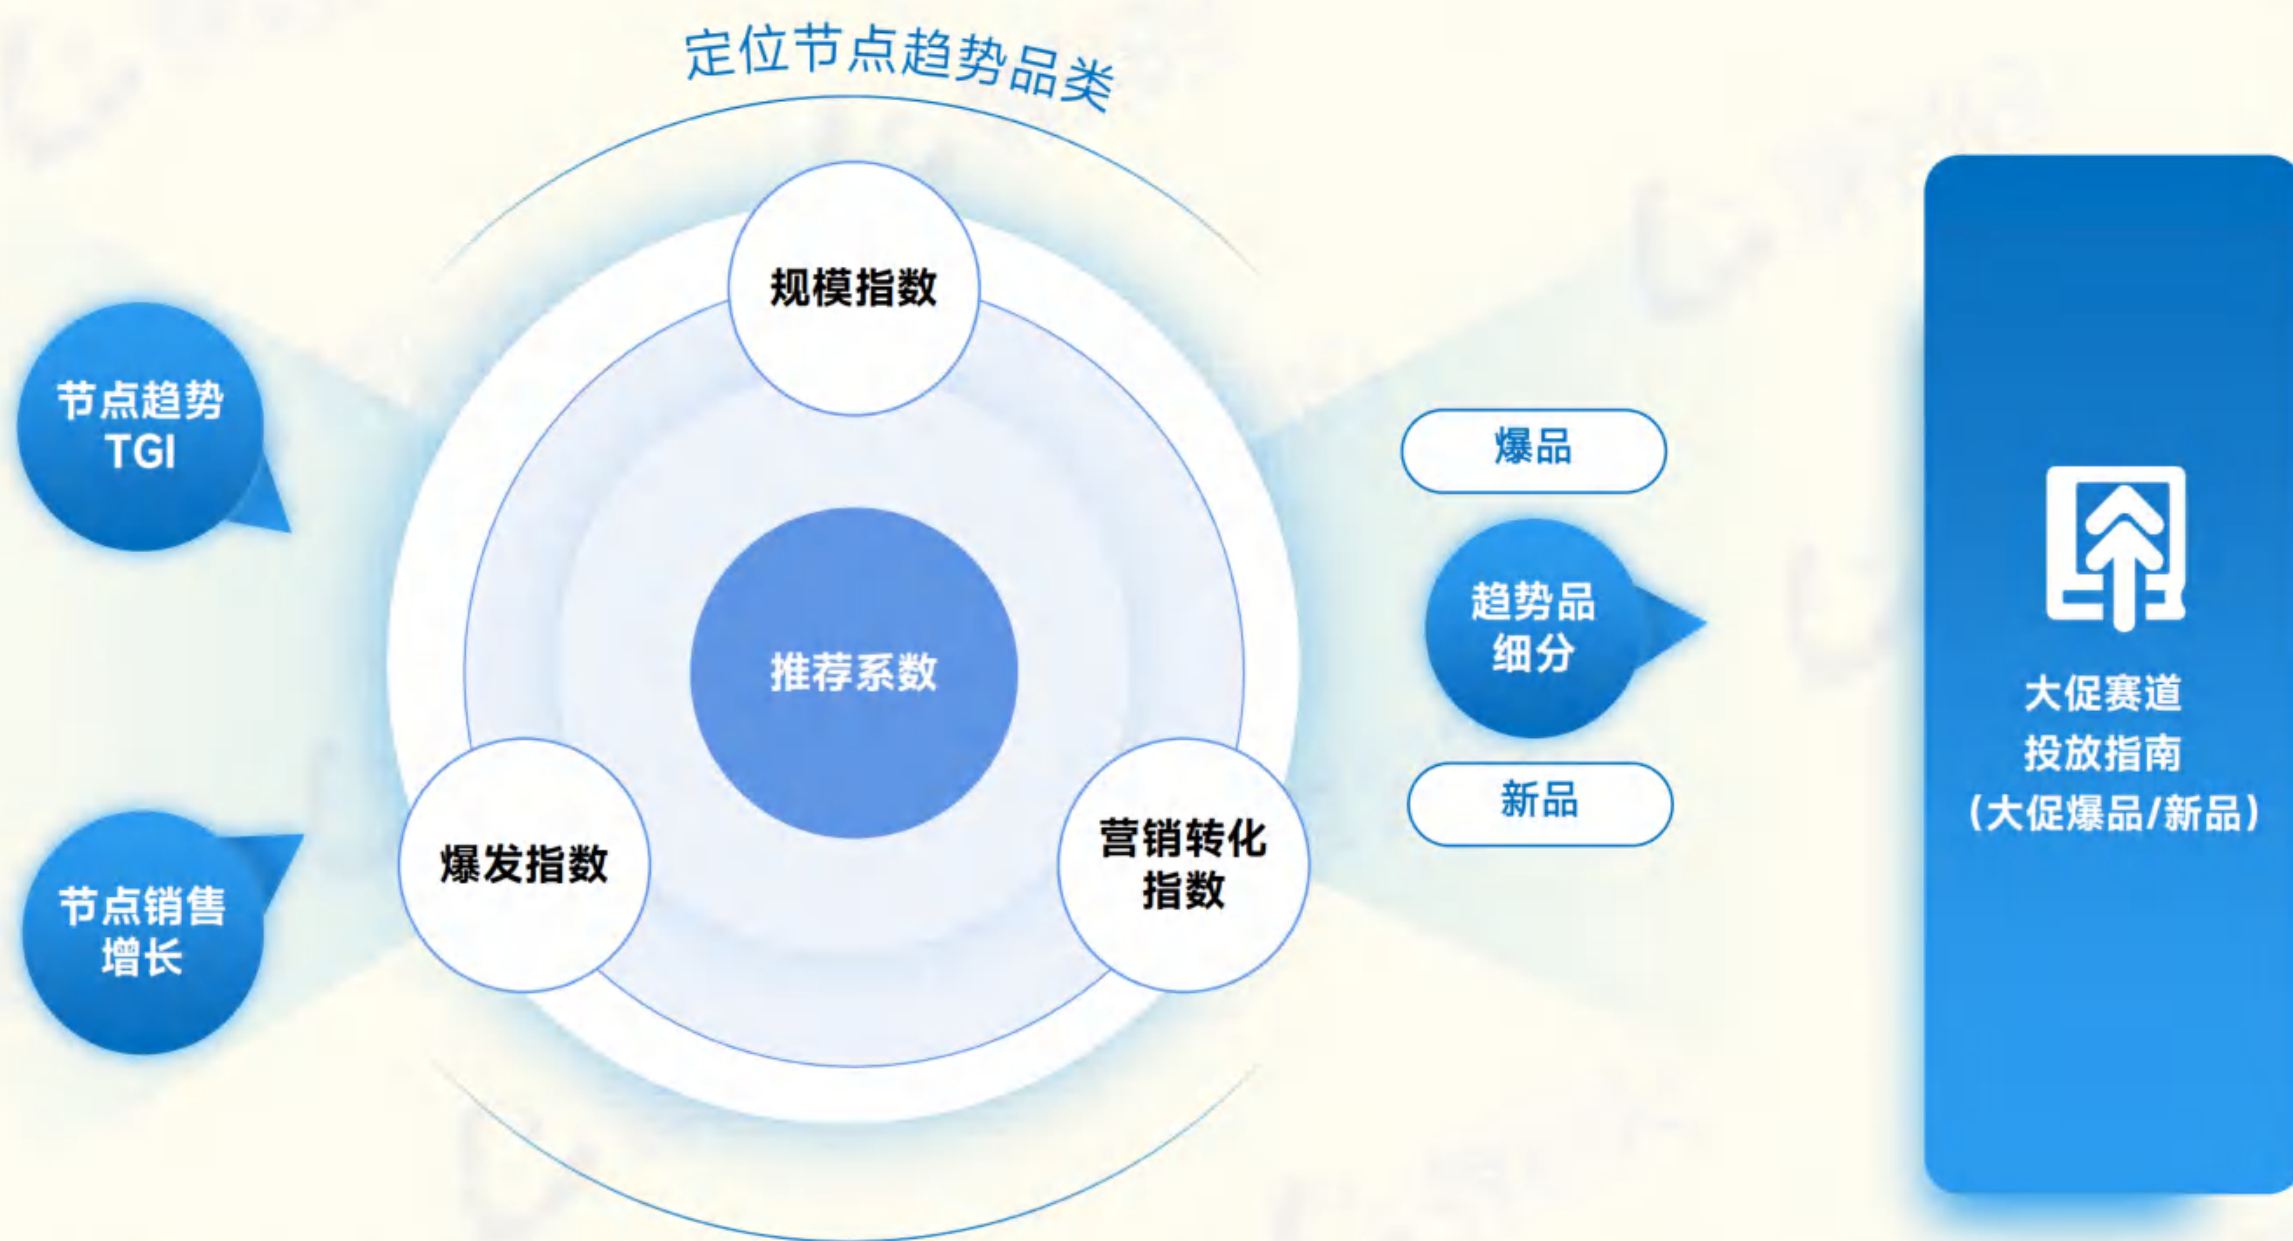 定位节点趋势品类
节点趋势
TGI
节点销售
增长
规模指数
推荐系数
爆发指数
营销转化
指数
爆品
趋势品
细分
新品
大促赛道
投放指南
（大促爆品/新品）